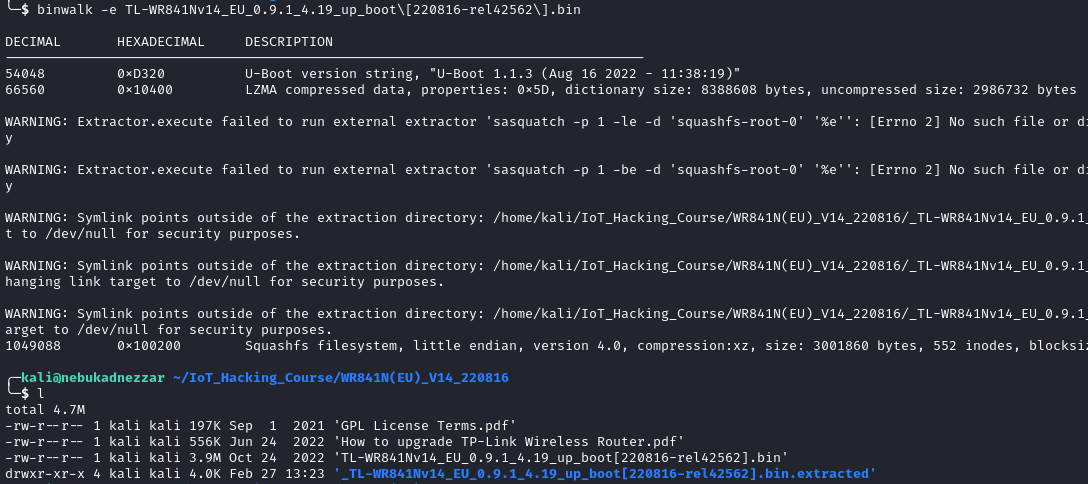 └─$ binwalk -e TL-WR841Nv14_EU_0.9.1_4.19_up_boot\[220816-rel42562\].bin
DECIMAL       HEXADECIMAL     DESCRIPTION
--------------------------------------------------------------------------------
54048         0xD320          U-Boot version string, "U-Boot 1.1.3 (Aug 16 2022 - 11:38:19)"
66560         0x10400         LZMA compressed data, properties: 0x5D, dictionary size: 8388608 bytes, uncompressed size: 2986732 bytes
WARNING: Extractor.execute failed to run external extractor 'sasquatch -p 1 -le -d 'squashfs-root-0' '%e'': [Errno 2] No such file or di
y
WARNING: Extractor.execute failed to run external extractor 'sasquatch -p 1 -be -d 'squashfs-root-0' '%e'': [Errno 2] No such file or di
y
WARNING: Symlink points outside of the extraction directory: /home/kali/IoT_Hacking_Course/WR841N(EU)_V14_220816/_TL-WR841Nv14_EU_0.9.1_
t to /dev/null for security purposes.
WARNING: Symlink points outside of the extraction directory: /home/kali/IoT_Hacking_Course/WR841N(EU)_V14_220816/_TL-WR841Nv14_EU_0.9.1_
hanging link target to /dev/null for security purposes.
WARNING: Symlink points outside of the extraction directory: /home/kali/IoT_Hacking_Course/WR841N(EU)_V14_220816/_TL-WR841Nv14_EU_0.9.1_
arget to /dev/null for security purposes.
1049088       0x100200        Squashfs filesystem, little endian, version 4.0, compression:xz, size: 3001860 bytes, 552 inodes, blocksiz
┌─kali@nebukadnezzar ~/IoT_Hacking_Course/WR841N(EU)_V14_220816
└─$ l
total 4.7M
-rw-r--r-- 1 kali kali 197K Sep  1  2021 'GPL License Terms.pdf'
-rw-r--r-- 1 kali kali 556K Jun 24  2022 'How to upgrade TP-Link Wireless Router.pdf'
-rw-r--r-- 1 kali kali 3.9M Oct 24  2022 'TL-WR841Nv14_EU_0.9.1_4.19_up_boot[220816-rel42562].bin'
drwxr-xr-x 4 kali kali 4.0K Feb 27 13:23 '_TL-WR841Nv14_EU_0.9.1_4.19_up_boot[220816-rel42562].bin.extracted'